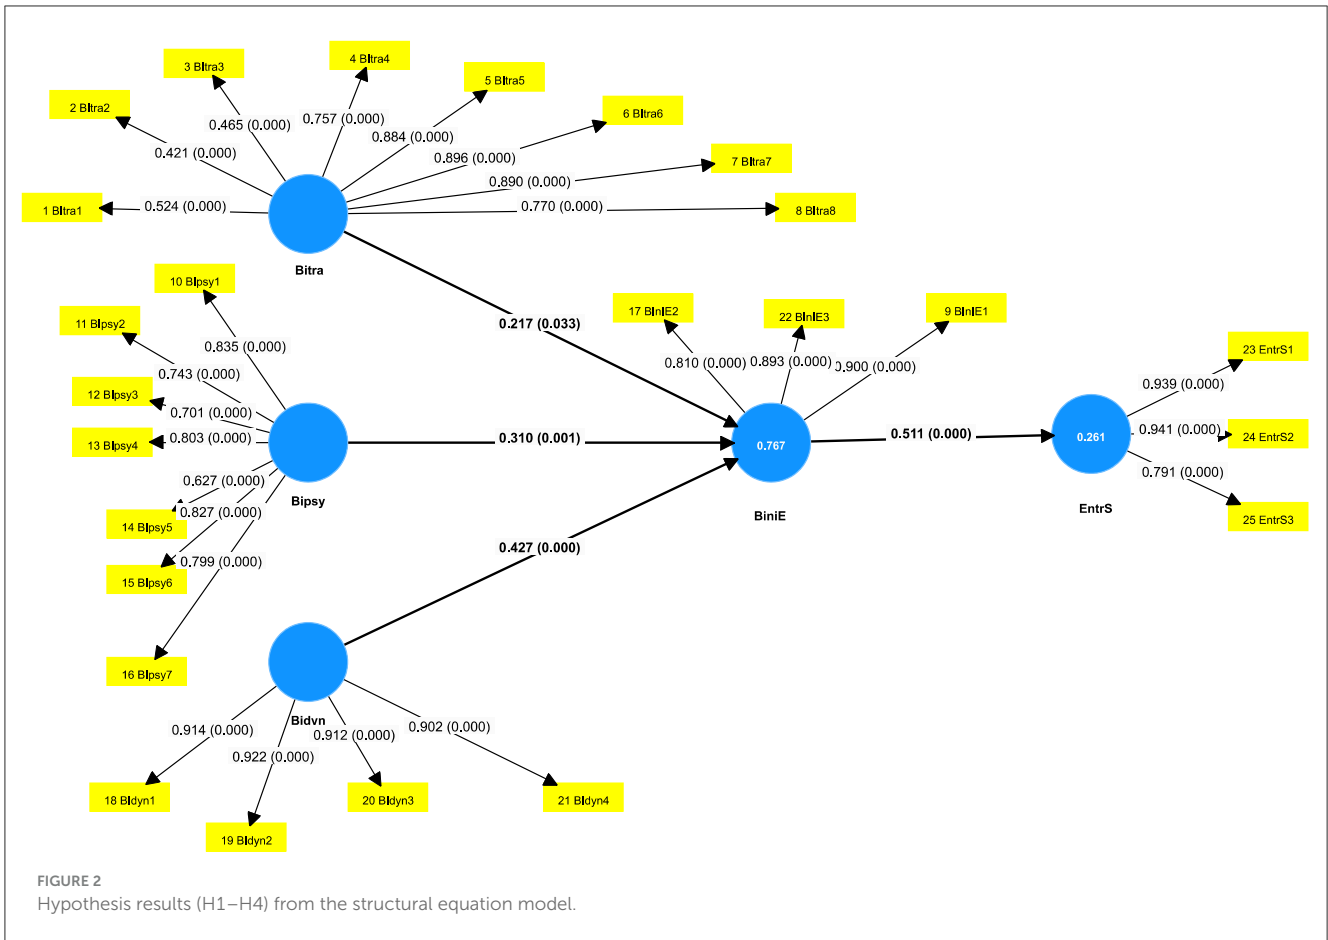 3 BItra3
4 BItra4
5 BItra5
2 BItra2
6 BItra6
7 BItra7
1 BItra1
8 BItra8
0.465 (0.000)
0.757 (0.000)
0.884 (0.000)
0.421 (0.000)
0.896 (0.000)
0.890 (0.000)
0.524 (0.000)
0.770 (0.000)
Bitra
10 BIpsy1
11 BIpsy2
12 BIpsy3
13 BIpsy4
14 BIpsy5
15 BIpsy6
16 BIpsy7
0.835 (0.000)
0.743 (0.000)
0.701 (0.000)
0.803 (0.000)
0.627 (0.000)
0.827 (0.000)
0.799 (0.000)
Bipsy
0.217 (0.033)
0.310 (0.001)
0.427 (0.000)
17 BInIE2
22 BInIE3
9 BInIE1
0.810 (0.000)
0.893 (0.000)
0.900 (0.000)
0.767
BiniE
0.511 (0.000)
0.261
EntrS
23 EntrS1
24 EntrS2
25 EntrS3
0.939 (0.000)
0.941 (0.000)
0.791 (0.000)
Bidvn
0.914 (0.000)
0.922 (0.000)
0.912 (0.000)
0.902 (0.000)
18 BIdyn1
19 BIdyn2
20 BIdyn3
21 BIdyn4
FIGURE 2
Hypothesis results (H1–H4) from the structural equation model.